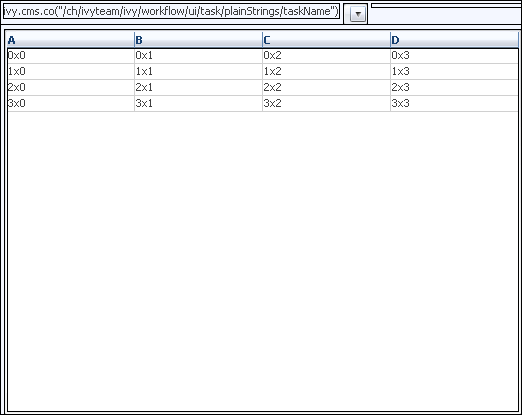 ivy.cms.co("/ch/ivyteam/ivy/workflow/ui/task/plainStrings/taskName")
A B C D
0x0 0x1 0x2 0x3
1x0 1x1 1x2 1x3
2x0 2x1 2x2 2x3
3x0 3x1 3x2 3x3